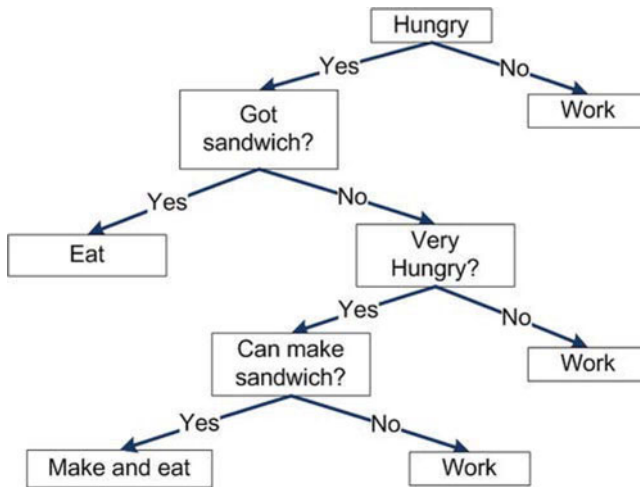 Hungry
Yes
No
Got
sandwich?
Work
Yes
No
Eat
Very
Hungry?
Yes
No
Can make
sandwich?
Work
Yes
No
Make and eat
Work